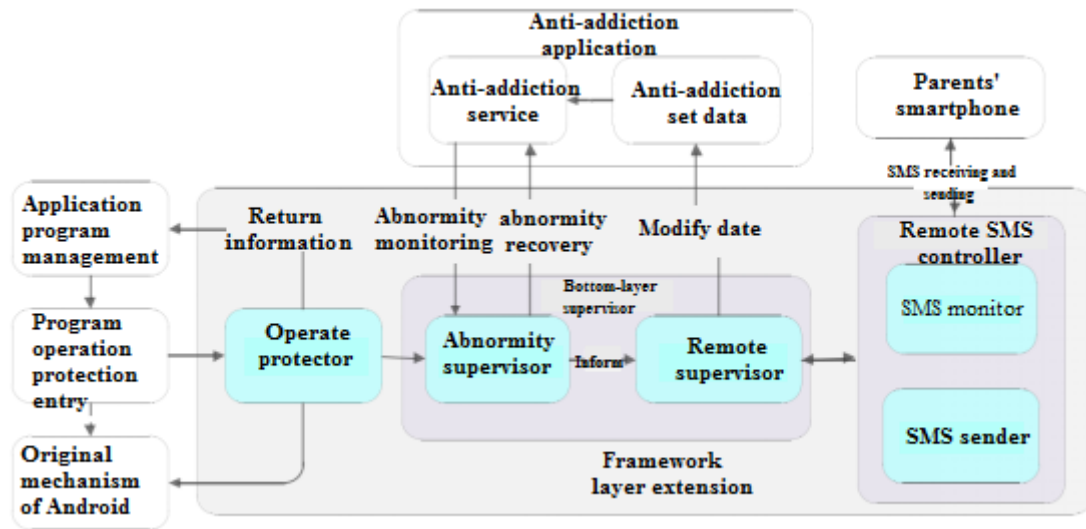 Anti-addiction
application
Anti-addiction
service
Anti-addiction
set data
Parents'
smartphone
SMS receiving and
sending
Application
program
management
Return
information
Abnormity
monitoring
abnormity
recovery
Modify date
Remote SMS
controller
SMS monitor
SMS sender
Bottom-layer
supervisor
Program
operation
protection
entry
Operate
protector
Abnormity
supervisor
Inform
Remote
supervisor
Original
mechanism
of Android
Framework
layer extension